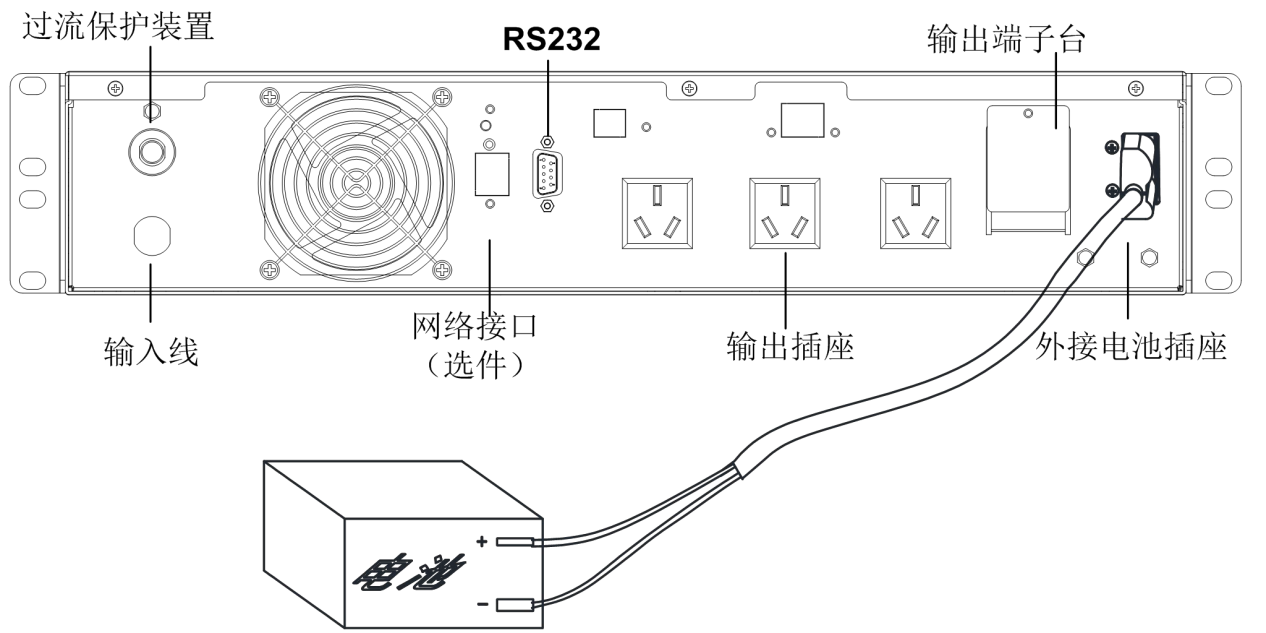 过流保护装置
RS232
输出端子台
输入线
网络接口
（选件）
输出插座
外接电池插座
+
电池
-